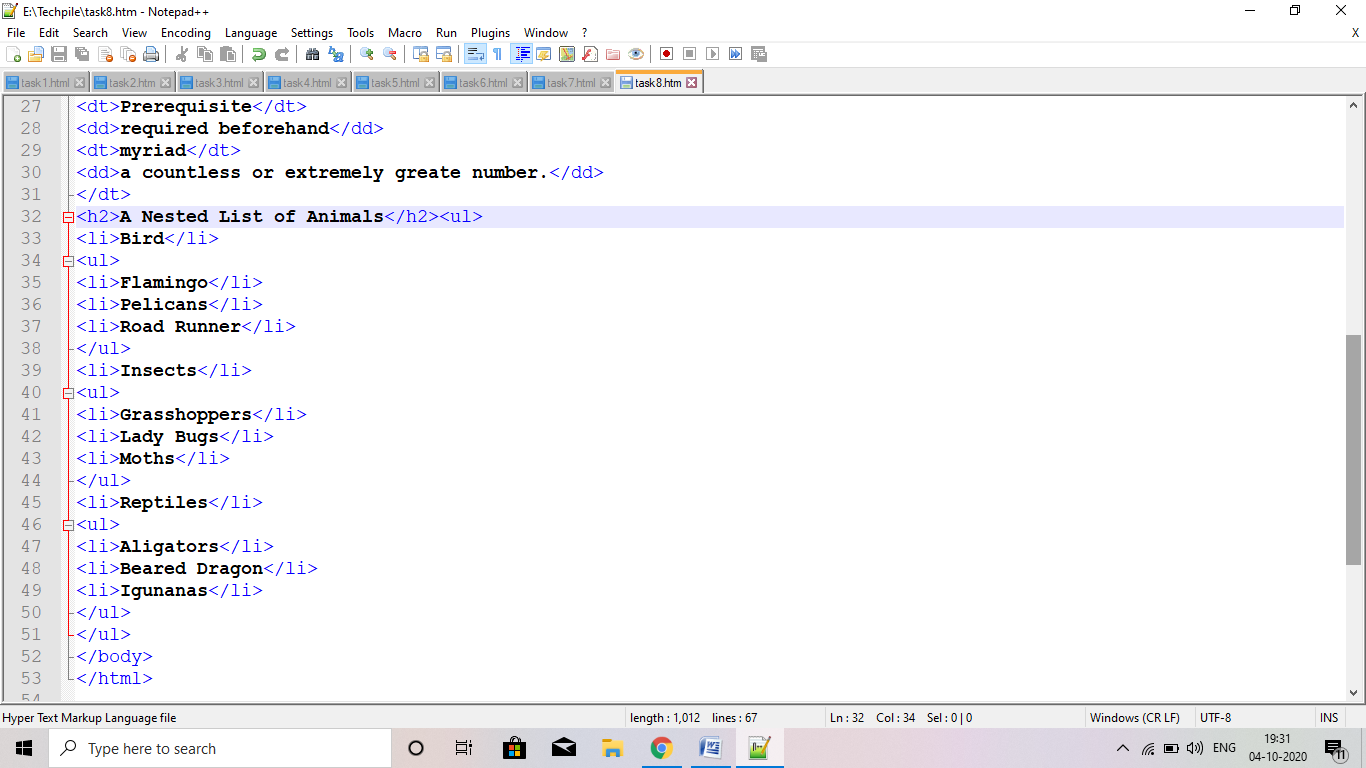 E:\Techpile\task8.htm - Notepad++
File Edit Search View Encoding Language Settings Tools Macro Run Plugins Window ? X
task1.html task2.htm task3.html task4.html task5.html task6.html task7.html task8.htm
27 <dt>Prerequisite</dt>
28 <dd>required beforehand</dd>
29 <dt>myriad</dt>
30 <dd>a countless or extremely greate number.</dd>
31 </dt>
32 <h2>A Nested List of Animals</h2><ul>
33 <li>Bird</li>
34 <ul>
35 <li>Flamingo</li>
36 <li>Pelicans</li>
37 <li>Road Runner</li>
38 </ul>
39 <li>Insects</li>
40 <ul>
41 <li>Grasshoppers</li>
42 <li>Lady Bugs</li>
43 <li>Moths</li>
44 </ul>
45 <li>Reptiles</li>
46 <ul>
47 <li>Aligators</li>
48 <li>Beared Dragon</li>
49 <li>Igunanas</li>
50 </ul>
51 </ul>
52 </body>
53 </html>
54
Hyper Text Markup Language file length : 1,012 lines : 67 Ln : 32 Col : 34 Sel : 0 | 0 Windows (CR LF) UTF-8 INS
Type here to search ENG 19:31
04-10-2020 11